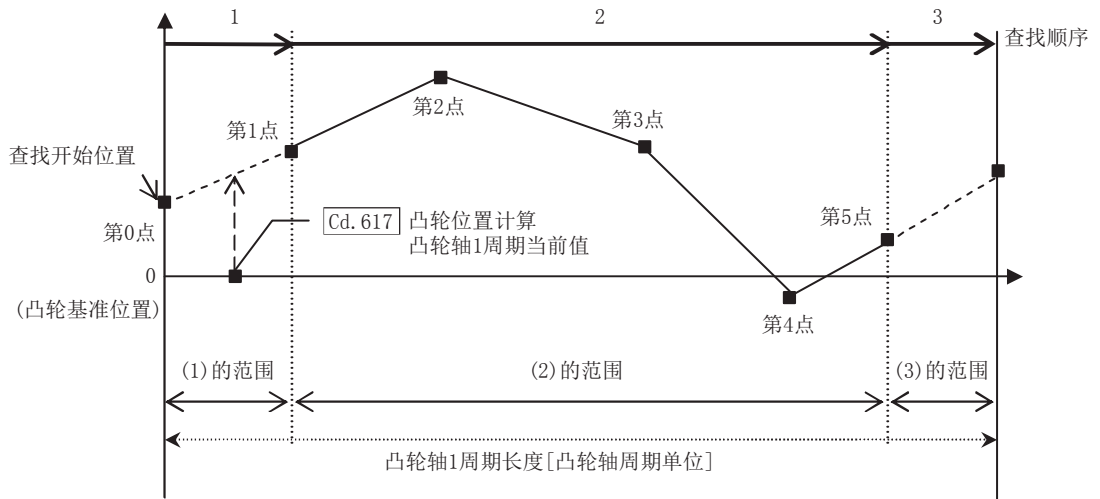 1
2
3
查找顺序
第2点
第3点
第1点
查找开始位置
第0点
Cd.617 凸轮位置计算
凸轮轴1周期当前值
第5点
0
(凸轮基准位置)
第4点
(1)的范围
(2)的范围
(3)的范围
凸轮轴1周期长度[凸轮轴周期单位]